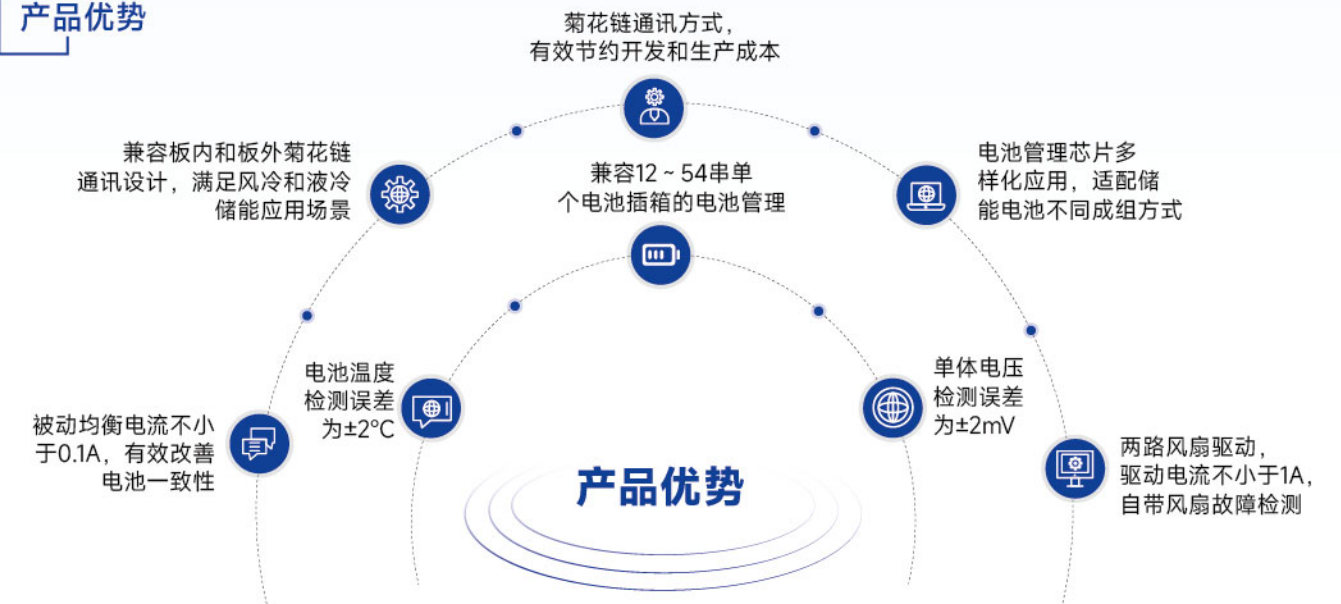 产品优势
菊花链通讯方式，
有效节约开发和生产成本
兼容板内和板外菊花链
通讯设计，满足风冷和液冷
储能应用场景
兼容12 ~ 54串单
个电池插箱的电池管理
电池管理芯片多
样化应用，适配储
能电池不同成组方式
电池温度
检测误差
为±2℃
单体电压
检测误差
为±2mV
被动均衡电流不小
于0.1A，有效改善
电池一致性
两路风扇驱动，
驱动电流不小于1A，
自带风扇故障检测
产品优势